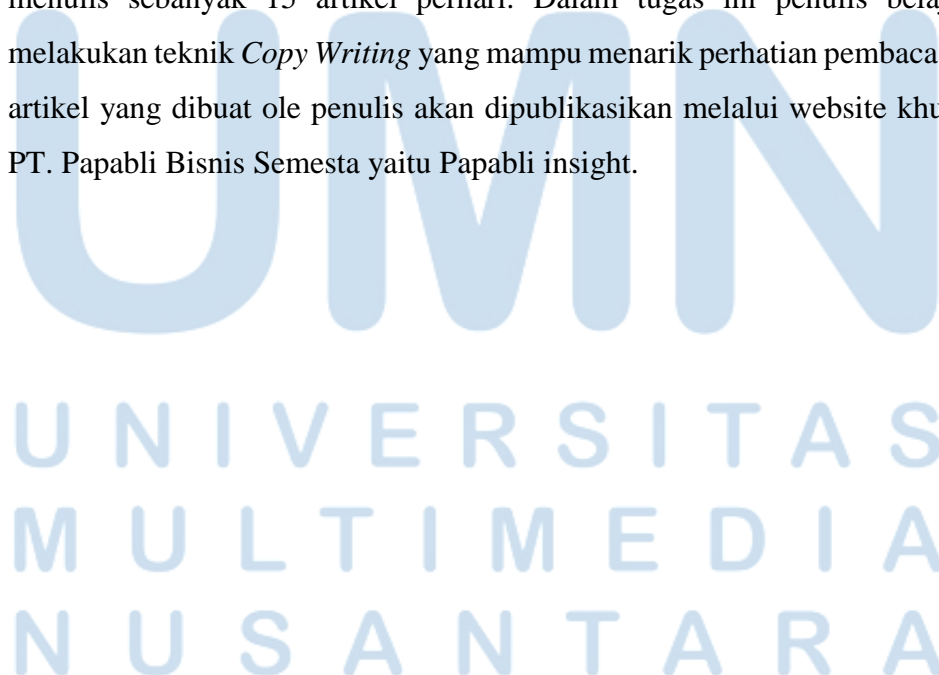 menulis sebanyak 15 artikel perhari. Dalam tugas ini penulis belaj
melakukan teknik Copy Writing yang mampu menarik perhatian pembaca
artikel yang dibuat ole penulis akan dipublikasikan melalui website khu
PT. Papabli Bisnis Semesta yaitu Papabli insight.
UMN
UNIVERSITAS
MULTIMEDIA
NUSANTARA